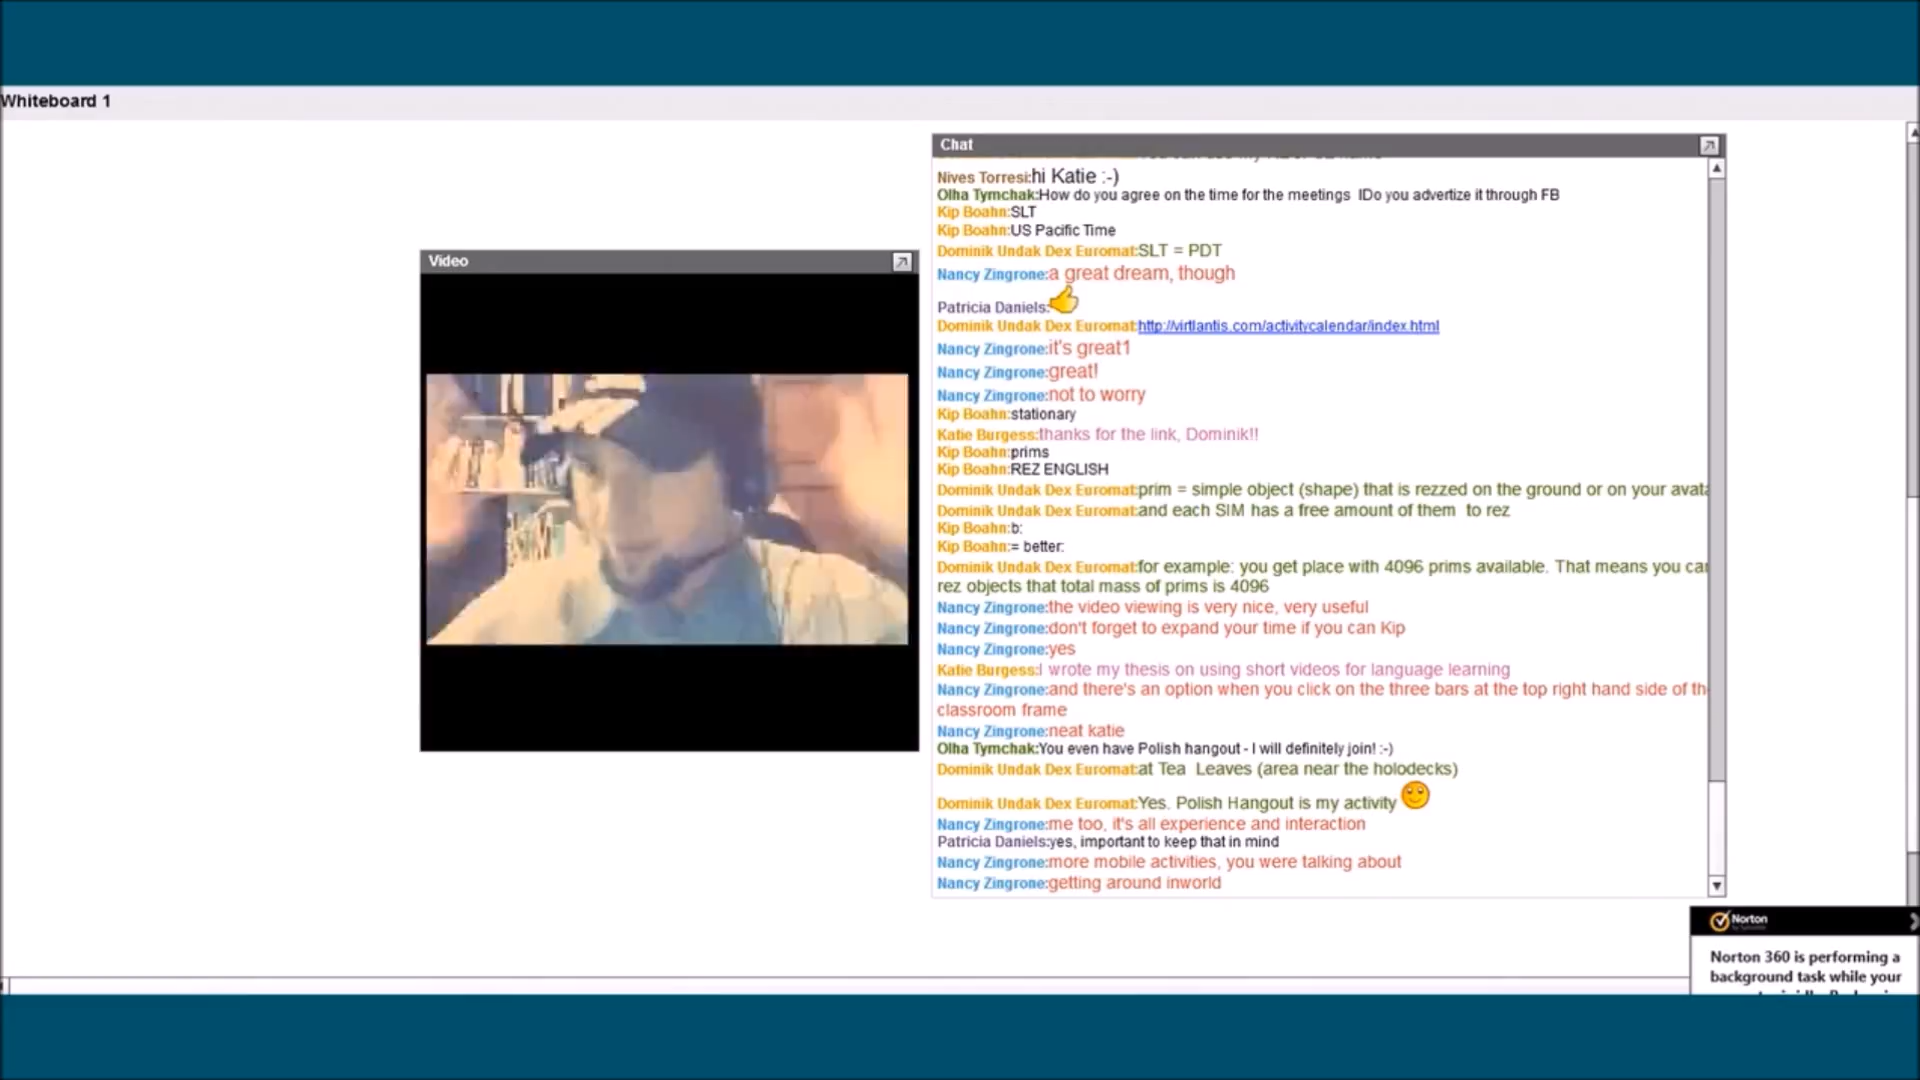 Whiteboard 1
Chat
Nives Torresi:hi Katie :-)
Olha Tymchak:How do you agree on the time for the meetings IDo you advertize it through FB
Kip Boahn:SLT
Kip Boahn:US Pacific Time
Video
Dominik Undak Dex Euromat:SLT = PDT
Nancy Zingrone:a great dream, though
Patricia Daniels:
Dominik Undak Dex Euromat:http://virtlantis.com/activitycalendar/index.html
Nancy Zingrone:it's great1
Nancy Zingrone:great!
Nancy Zingrone:not to worry
Kip Boahn:stationary
Katie Burgess:thanks for the link, Dominik!!
Kip Boahn:prims
Kip Boahn:REZ ENGLISH
Dominik Undak Dex Euromat:prim = simple object (shape) that is rezzed on the ground or on your avata
Dominik Undak Dex Euromat:and each SIM has a free amount of them to rez
Kip Boahn:b:
Kip Boahn:= better:
Dominik Undak Dex Euromat:for example: you get place with 4096 prims available. That means you can
rez objects that total mass of prims is 4096
Nancy Zingrone:the video viewing is very nice, very useful
Nancy Zingrone:don't forget to expand your time if you can Kip
Nancy Zingrone:yes
Katie Burgess:I wrote my thesis on using short videos for language learning
Nancy Zingrone:and there's an option when you click on the three bars at the top right hand side of th
classroom frame
Nancy Zingrone:neat katie
Olha Tymchak:You even have Polish hangout - I will definitely join! :-)
Dominik Undak Dex Euromat:at Tea Leaves (area near the holodecks)
Dominik Undak Dex Euromat:Yes. Polish Hangout is my activity
Nancy Zingrone:me too, it's all experience and interaction
Patricia Daniels:yes, important to keep that in mind
Nancy Zingrone:more mobile activities, you were talking about
Nancy Zingrone:getting around inworld
Norton
Norton 360 is performing a
background task while your